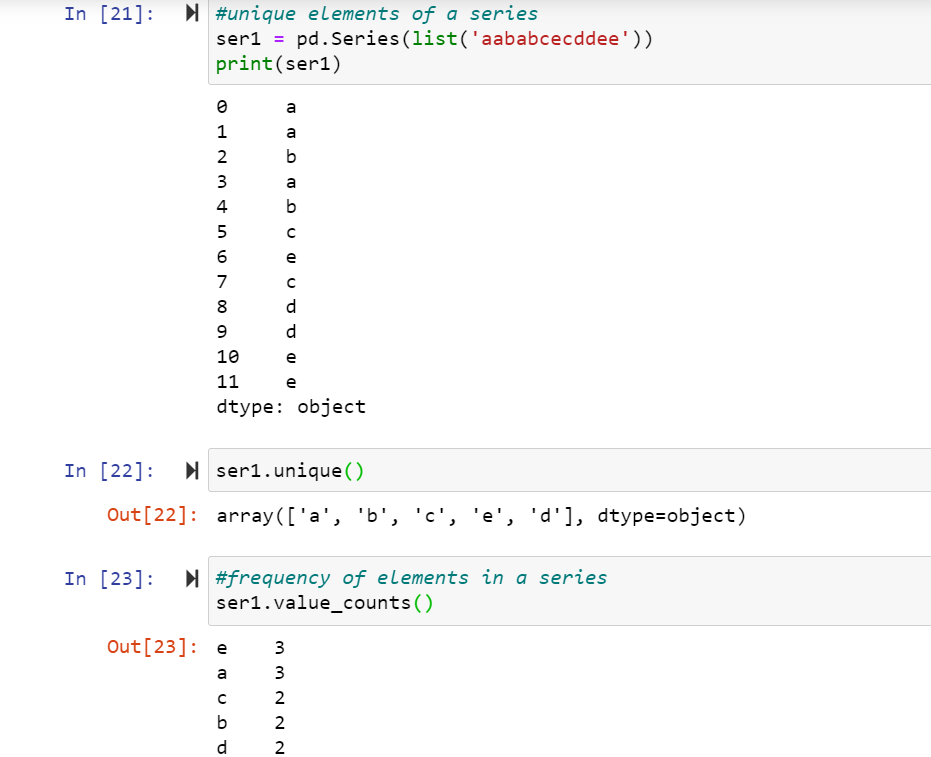 In [21]: #unique elements of a series
ser1 = pd.Series(list('aababcecddee'))
print(ser1)
0 a
1 a
2 b
3 a
4 b
5 c
6 e
7 c
8 d
9 d
10 e
11 e
dtype: object
In [22]: ser1.unique()
Out[22]: array(['a', 'b', 'c', 'e', 'd'], dtype=object)
In [23]: #frequency of elements in a series
ser1.value_counts()
Out[23]: e 3
a 3
c 2
b 2
d 2